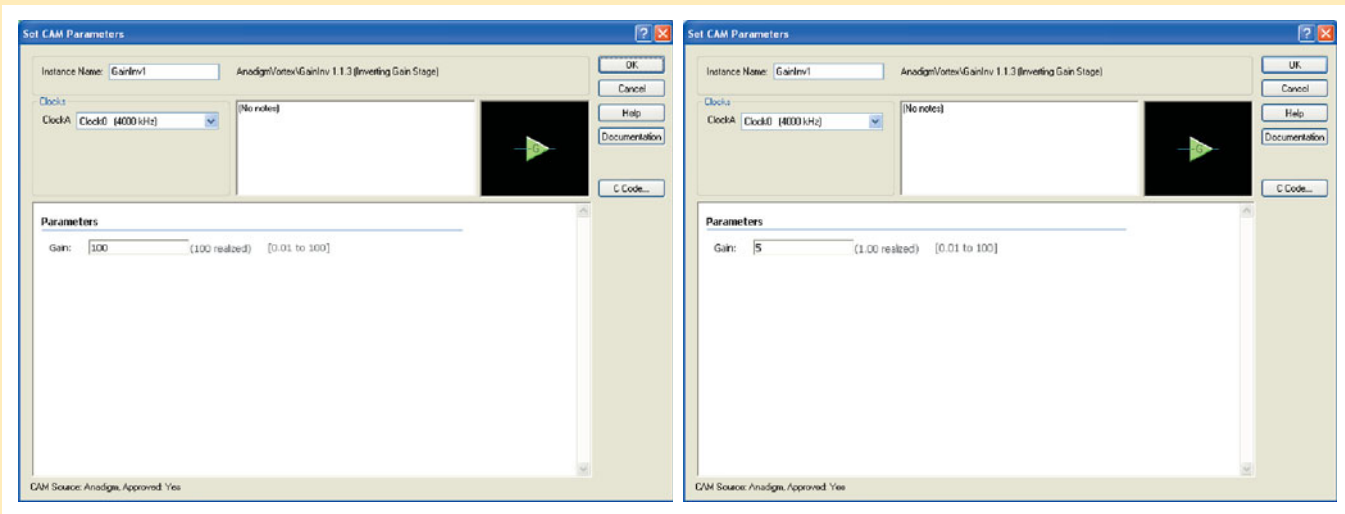 Set CAM Parameters
Instance Name: GainInv1
AnadigmVortex\GainInv 1.1.3 (Inverting Gain Stage)
OK
Cancel
Help
Documentation
C Code...
Clocks
ClockA Clock0 (4000 kHz)
(No notes)
-G-
Parameters
Gain: 100 (100 realized) [0.01 to 100]
CAM Source: Anadigm, Approved: Yes
Set CAM Parameters
Instance Name: GainInv1
AnadigmVortex\GainInv 1.1.3 (Inverting Gain Stage)
OK
Cancel
Help
Documentation
C Code...
Clocks
ClockA Clock0 (4000 kHz)
(No notes)
-G-
Parameters
Gain: 5 (1.00 realized) [0.01 to 100]
CAM Source: Anadigm, Approved: Yes